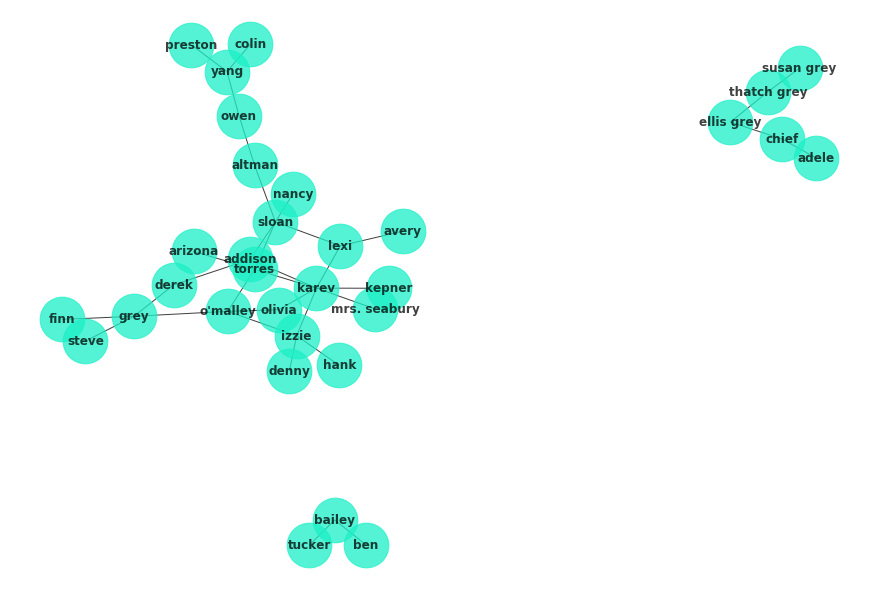 preston
colin
yang
susan grey
thatch grey
owen
ellis grey
chief
adele
altman
nancy
sloan
avery
lexi
arizona
addison
torres
derek
karev
kepner
mrs. seabury
olivia
o'malley
grey
finn
steve
izzie
hank
denny
bailey
tucker
ben